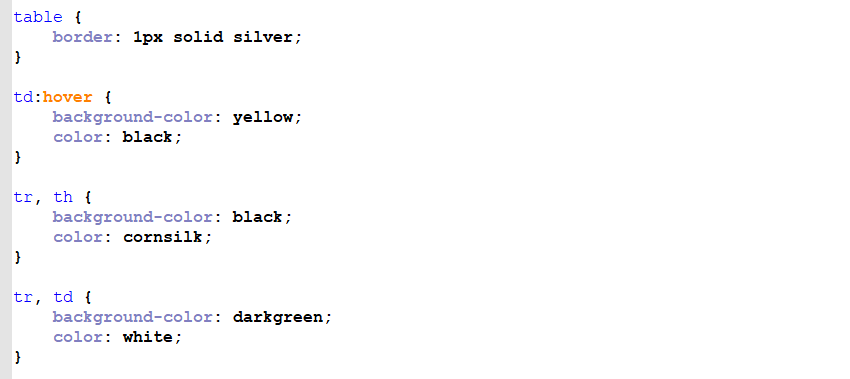 table {
    border: 1px solid silver;
}

td:hover {
    background-color: yellow;
    color: black;
}

tr, th {
    background-color: black;
    color: cornsilk;
}

tr, td {
    background-color: darkgreen;
    color: white;
}